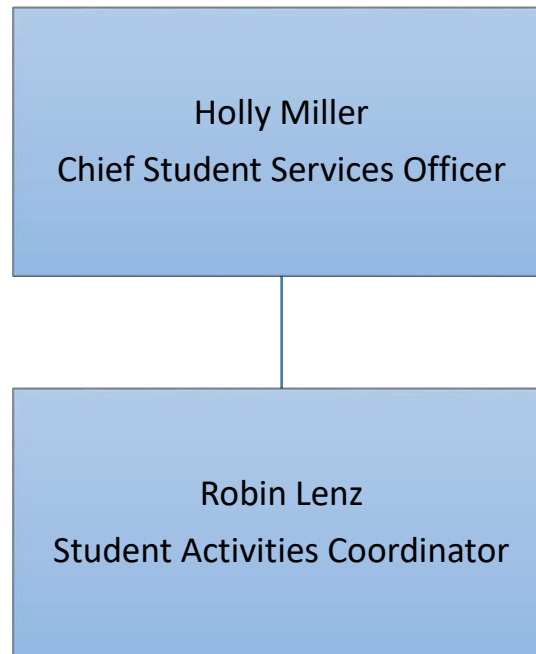 Holly Miller
Chief Student Services Officer
Robin Lenz
Student Activities Coordinator